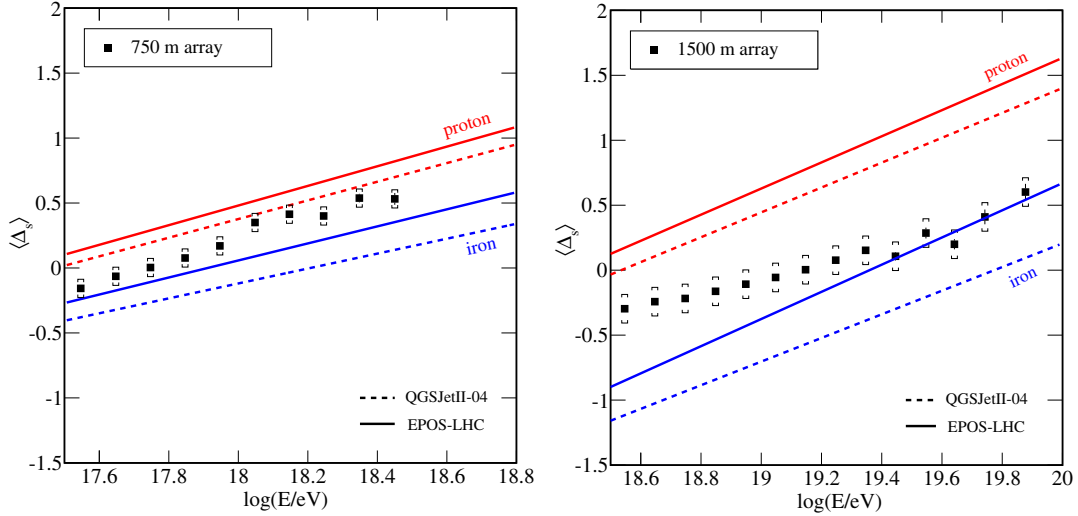 2
1.5
1
0.5
0
-0.5
-1
-1.5
⟨Δs⟩
750 m array
proton
iron
QGSJetII-04
EPOS-LHC
17.6 17.8 18 18.2 18.4 18.6 18.8
log(E/eV)
2
1.5
1
0.5
0
-0.5
-1
-1.5
⟨Δs⟩
1500 m array
proton
iron
QGSJetII-04
EPOS-LHC
18.6 18.8 19 19.2 19.4 19.6 19.8 20
log(E/eV)